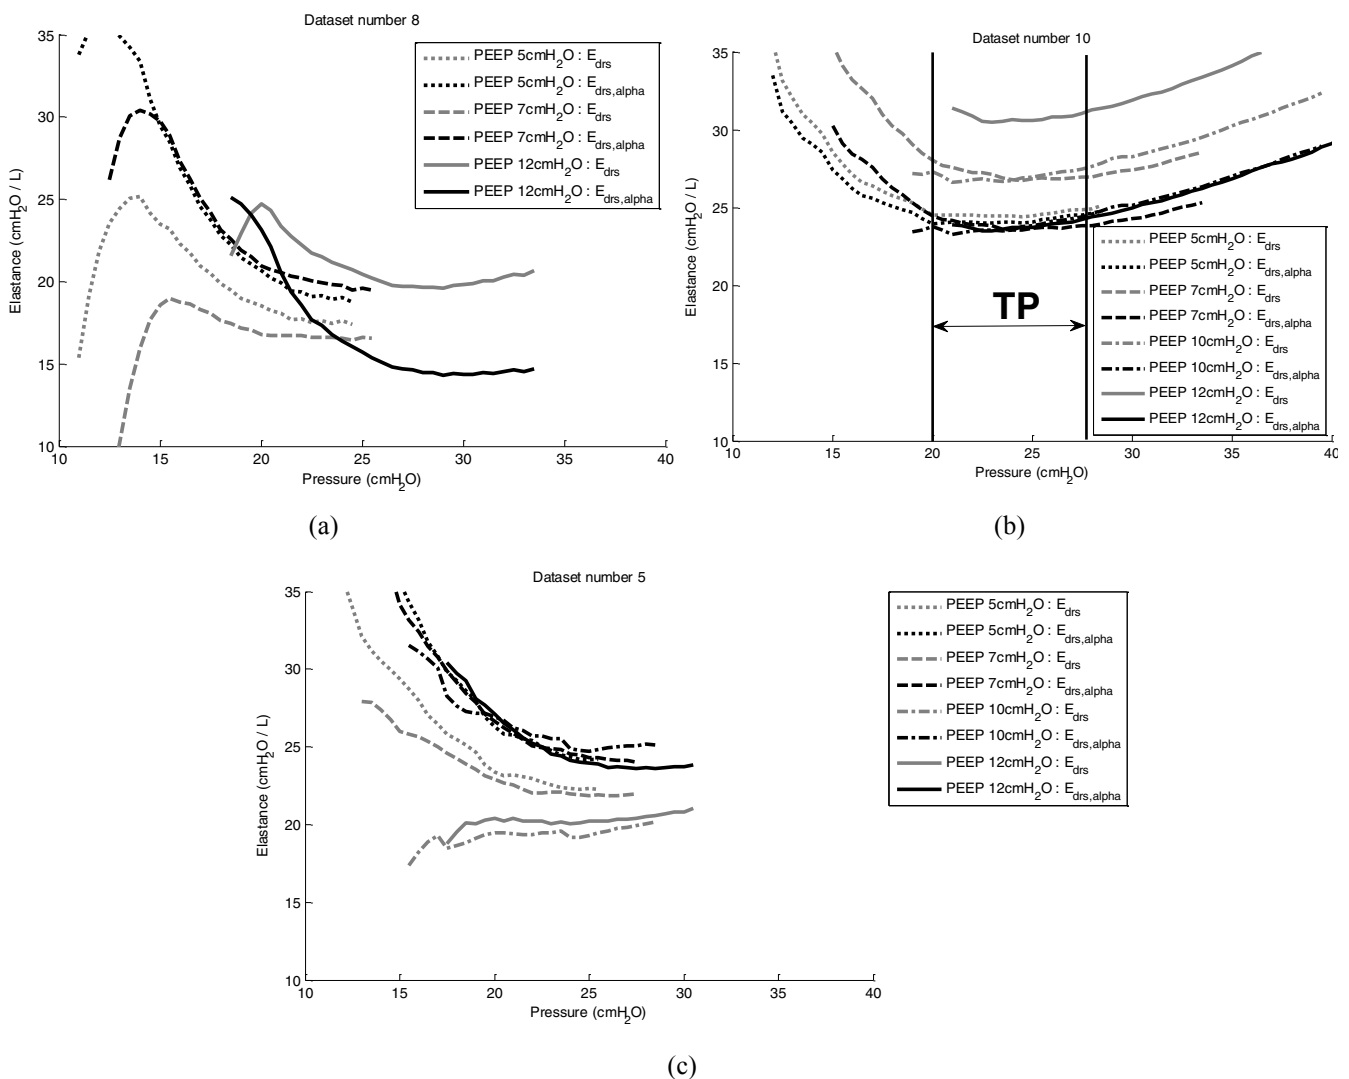 Dataset number 8
35
30
25
20
15
10
Elastance (cmH2O / L)
PEEP 5cmH2O : Edrs
PEEP 5cmH2O : Edrs,alpha
PEEP 7cmH2O : Edrs
PEEP 7cmH2O : Edrs,alpha
PEEP 12cmH2O : Edrs
PEEP 12cmH2O : Edrs,alpha
10 15 20 25 30 35 40
Pressure (cmH2O)
(a)
Dataset number 10
35
30
25
20
15
10
Elastance (cmH2O / L)
TP
PEEP 5cmH2O : Edrs
PEEP 5cmH2O : Edrs,alpha
PEEP 7cmH2O : Edrs
PEEP 7cmH2O : Edrs,alpha
PEEP 10cmH2O : Edrs
PEEP 10cmH2O : Edrs,alpha
PEEP 12cmH2O : Edrs
PEEP 12cmH2O : Edrs,alpha
10 15 20 25 30 35 40
Pressure (cmH2O)
(b)
Dataset number 5
35
30
25
20
15
10
Elastance (cmH2O / L)
PEEP 5cmH2O : Edrs
PEEP 5cmH2O : Edrs,alpha
PEEP 7cmH2O : Edrs
PEEP 7cmH2O : Edrs,alpha
PEEP 10cmH2O : Edrs
PEEP 10cmH2O : Edrs,alpha
PEEP 12cmH2O : Edrs
PEEP 12cmH2O : Edrs,alpha
10 15 20 25 30 35 40
Pressure (cmH2O)
(c)